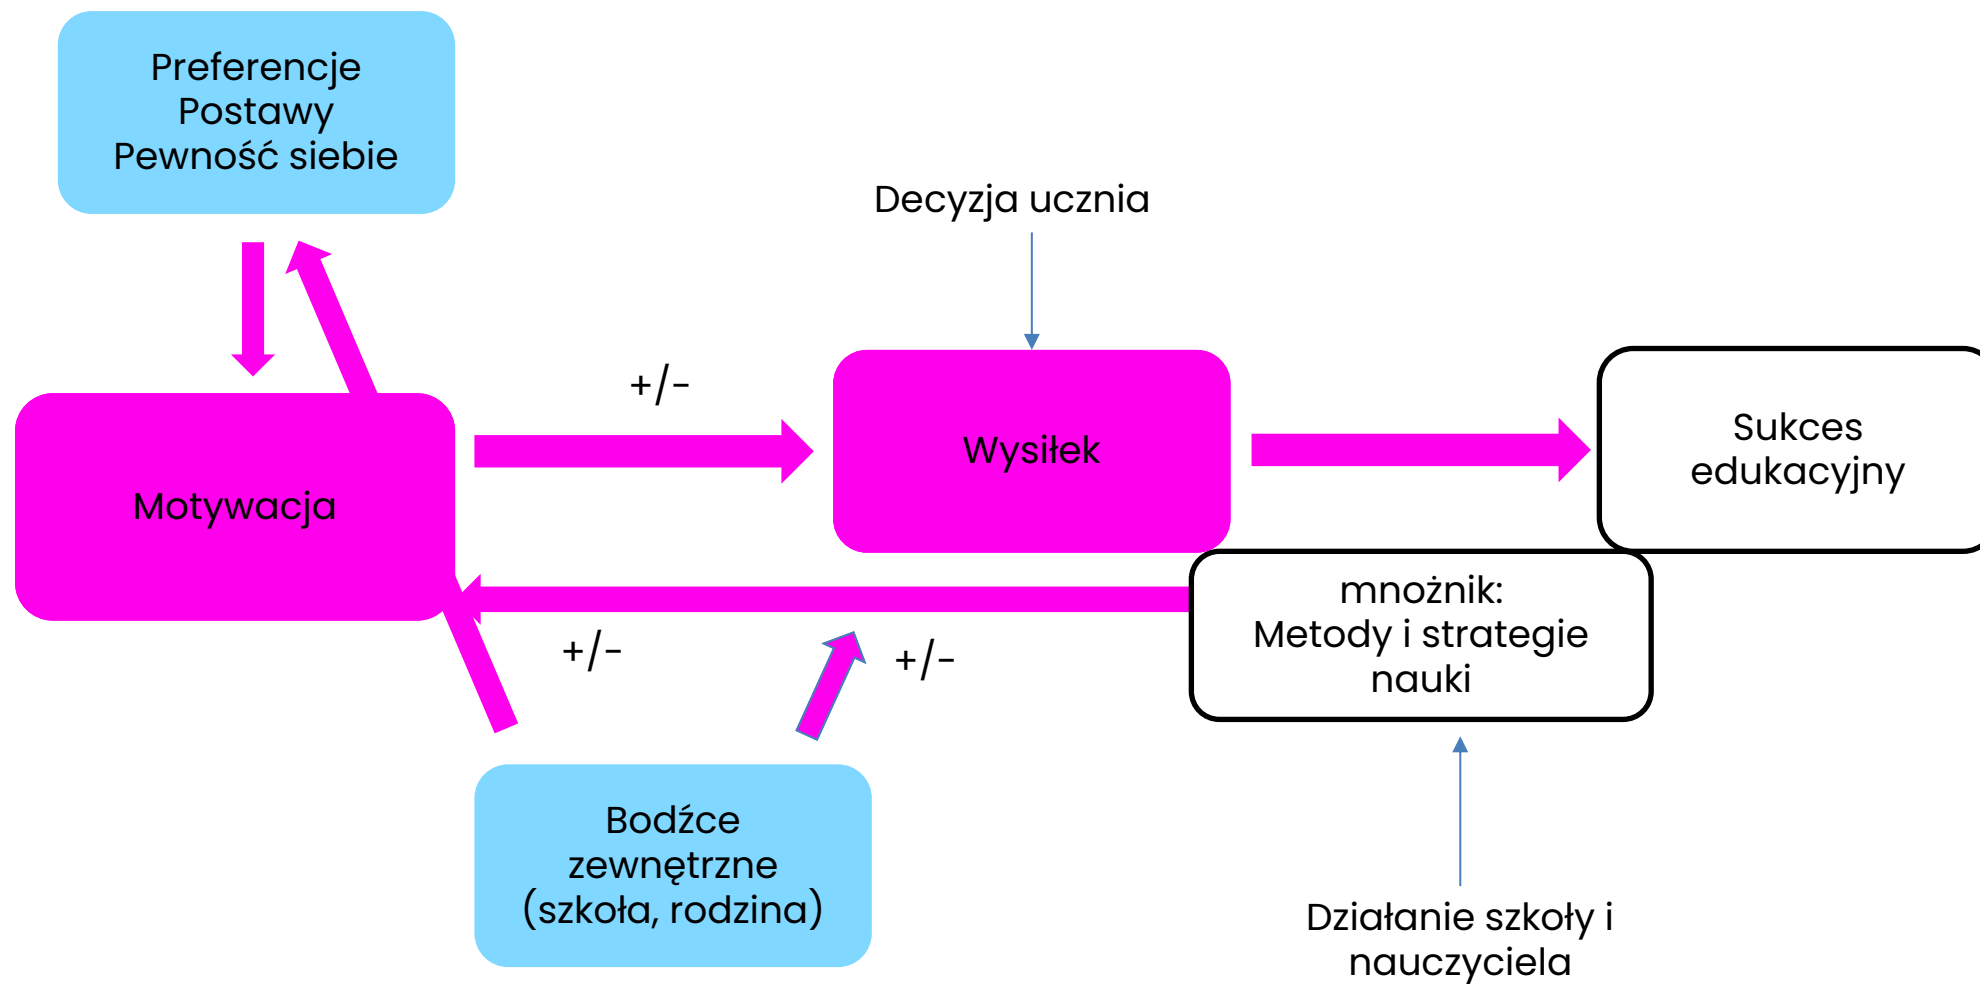 Preferencje
Postawy
Pewność siebie
Decyzja ucznia
+/-
Motywacja
Wysiłek
Sukces
edukacyjny
mnożnik:
Metody i strategie
nauki
+/-
+/-
Bodźce
zewnętrzne
(szkoła, rodzina)
Działanie szkoły i
nauczyciela